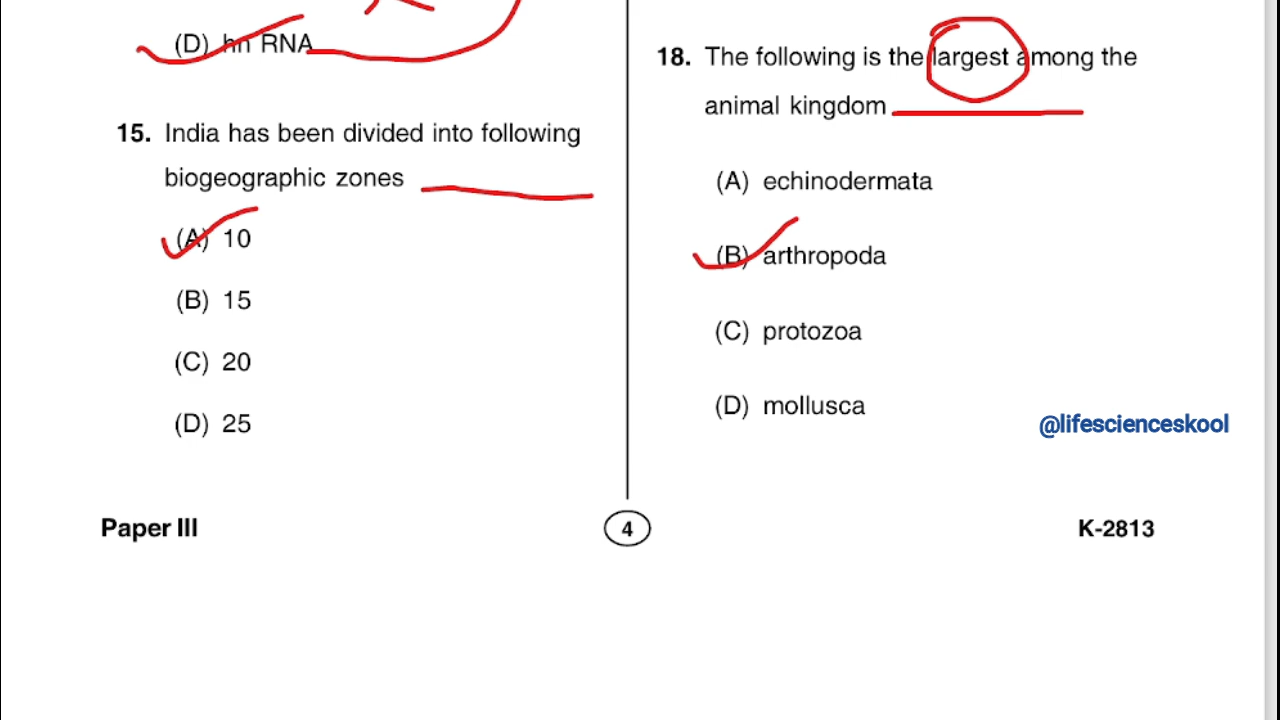 (D) hn RNA
15. India has been divided into following
biogeographic zones
(A) 10
(B) 15
(C) 20
(D) 25
18. The following is the largest among the
animal kingdom
(A) echinodermata
(B) arthropoda
(C) protozoa
(D) mollusca
@lifescienceskool
Paper III
4
K-2813